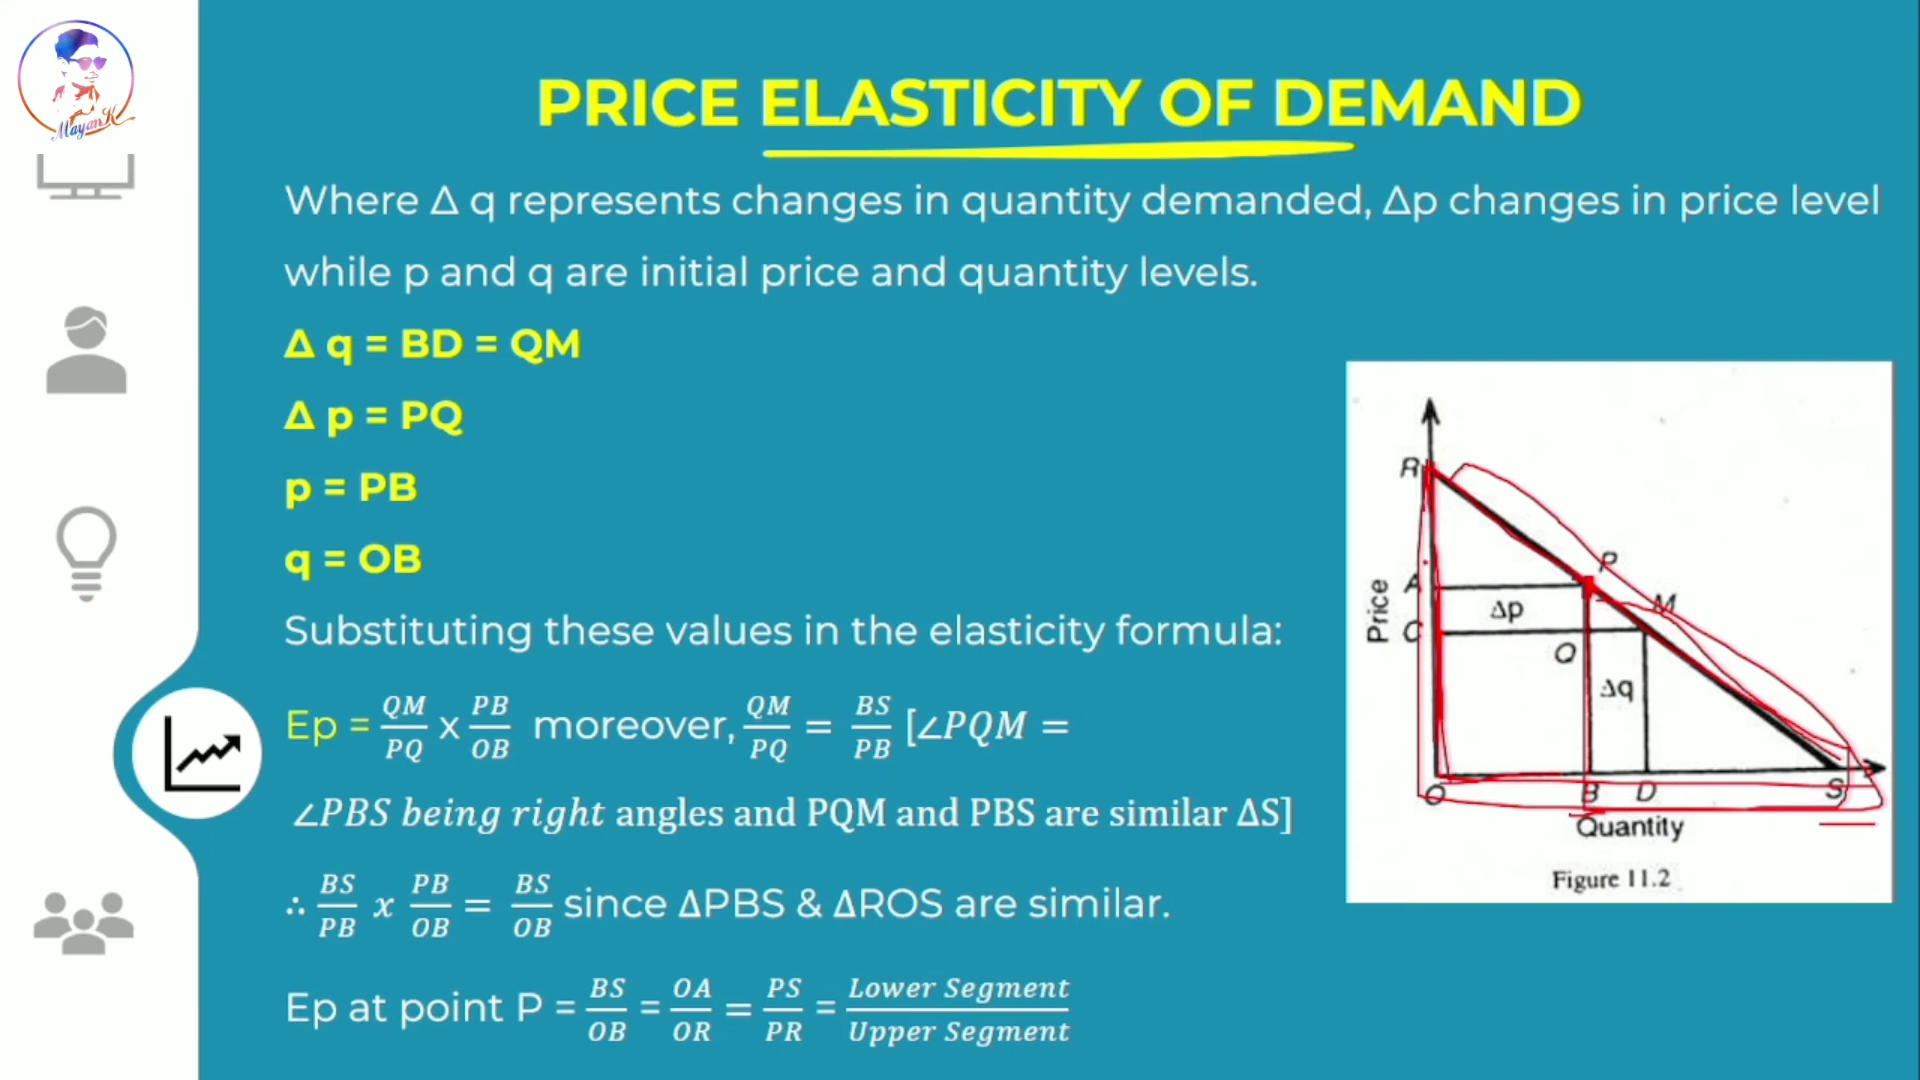 MayanK
PRICE ELASTICITY OF DEMAND
Where Δ q represents changes in quantity demanded, Δp changes in price level
while p and q are initial price and quantity levels.
Δ q = BD = QM
Δ p = PQ
p = PB
q = OB
Substituting these values in the elasticity formula:
Ep = QM/PQ x PB/OB moreover, QM/PQ = BS/PB [∠PQM =
∠PBS being right angles and PQM and PBS are similar ΔS]
∴ BS/PB x PB/OB = BS/OB since ΔPBS & ΔROS are similar.
Ep at point P = BS/OB = OA/OR = PS/PR = Lower Segment/Upper Segment
R
P
A
Δp
M
Price
C
Q
Δq
O B D S
Quantity
Figure 11.2